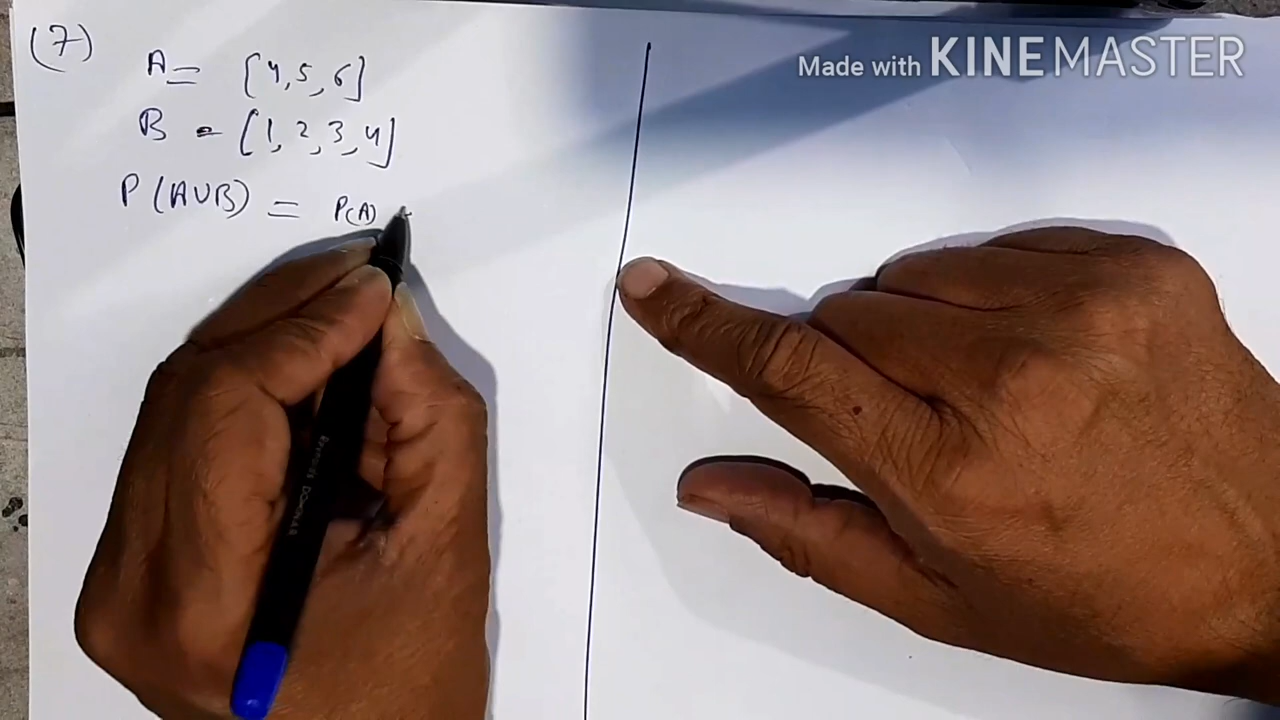 (7)
A = [4, 5, 6]
B = [1, 2, 3, 4]
P (A∪B) = P(A)
Made with KINEMASTER